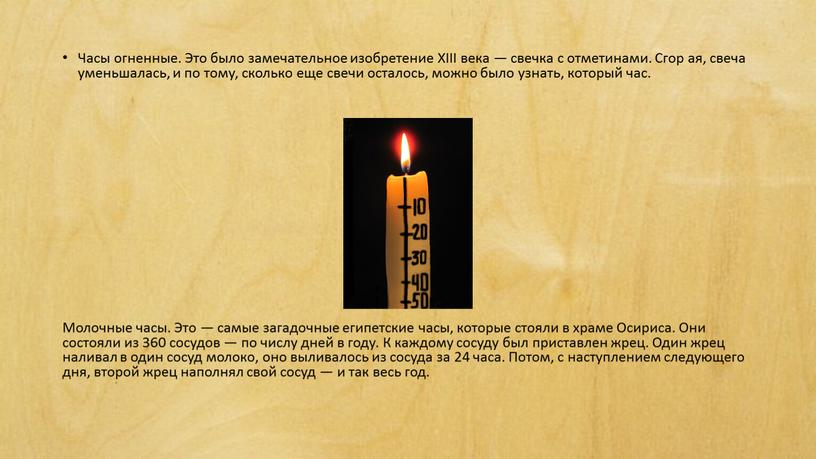 • Часы огненные. Это было замечательное изобретение XIII века — свечка с отметинами. Сгор ая, свеча
уменьшалась, и по тому, сколько еще свечи осталось, можно было узнать, который час.
10
20
30
40
50
Молочные часы. Это — самые загадочные египетские часы, которые стояли в храме Осириса. Они
состояли из 360 сосудов — по числу дней в году. К каждому сосуду был приставлен жрец. Один жрец
наливал в один сосуд молоко, оно выливалось из сосуда за 24 часа. Потом, с наступлением следующего
дня, второй жрец наполнял свой сосуд — и так весь год.